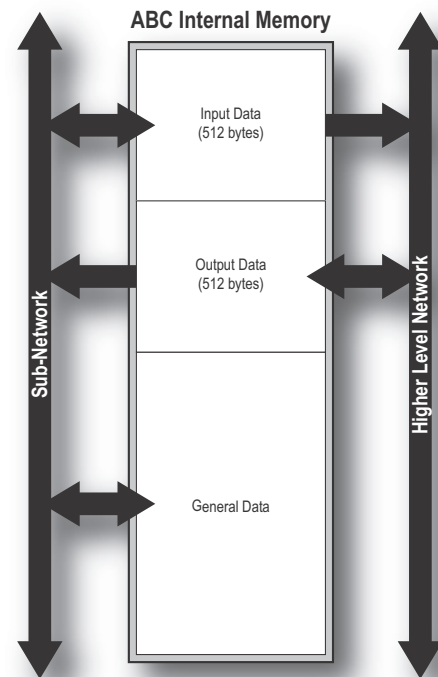 ABC Internal Memory
Input Data
(512 bytes)
Output Data
(512 bytes)
General Data
Sub-Network
Higher Level Network